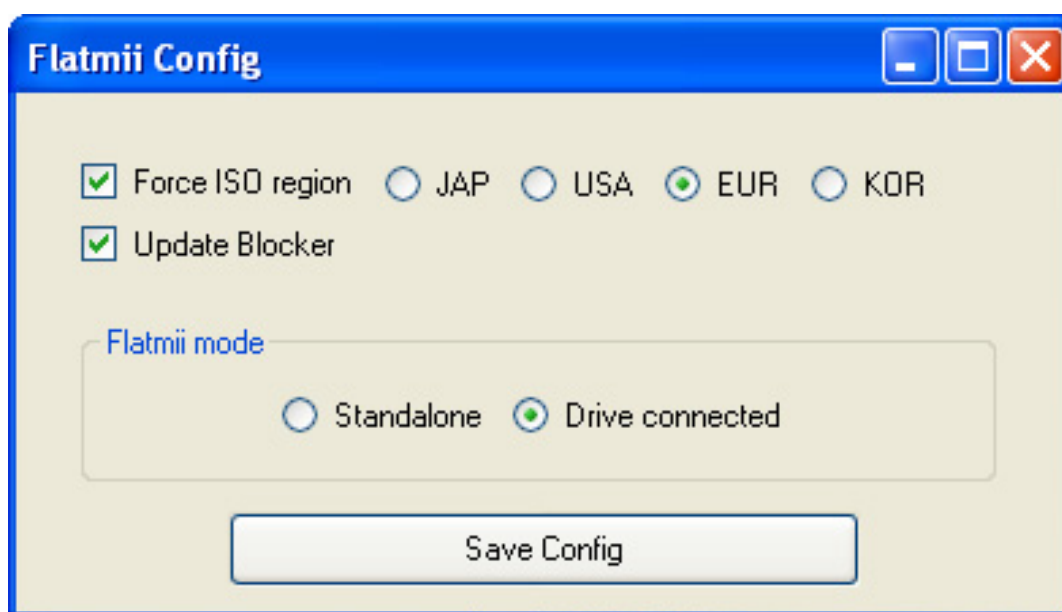 Flatmii Config
Force ISO region JAP USA EUR KOR
Update Blocker
Flatmii mode
Standalone Drive connected
Save Config